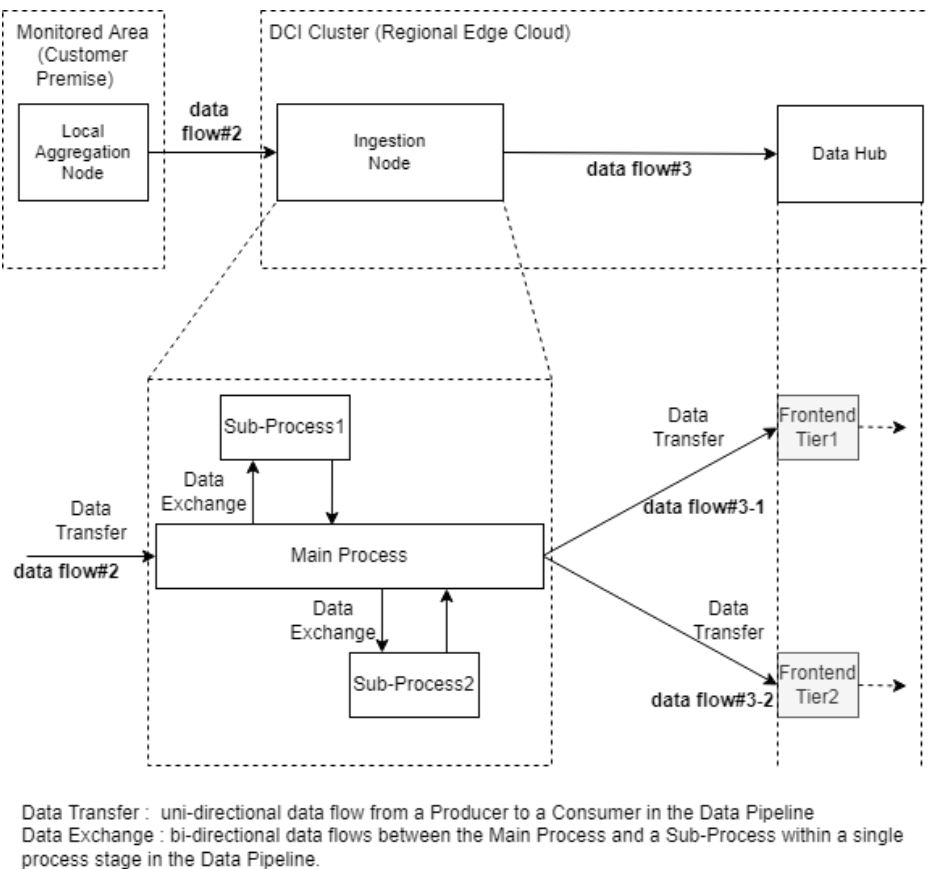 Monitored Area
(Customer
Premise)
DCI Cluster (Regional Edge Cloud)
Local
Aggregation
Node
data
flow#2
Ingestion
Node
data flow#3
Data Hub
Sub-Process1
Data
Exchange
Data
Transfer
data flow#2
Main Process
Data
Exchange
Sub-Process2
Data
Transfer
data flow#3-1
Frontend
Tier1
Data
Transfer
data flow#3-2
Frontend
Tier2
Data Transfer :  uni-directional data flow from a Producer to a Consumer in the Data Pipeline
Data Exchange : bi-directional data flows between the Main Process and a Sub-Process within a single
process stage in the Data Pipeline.